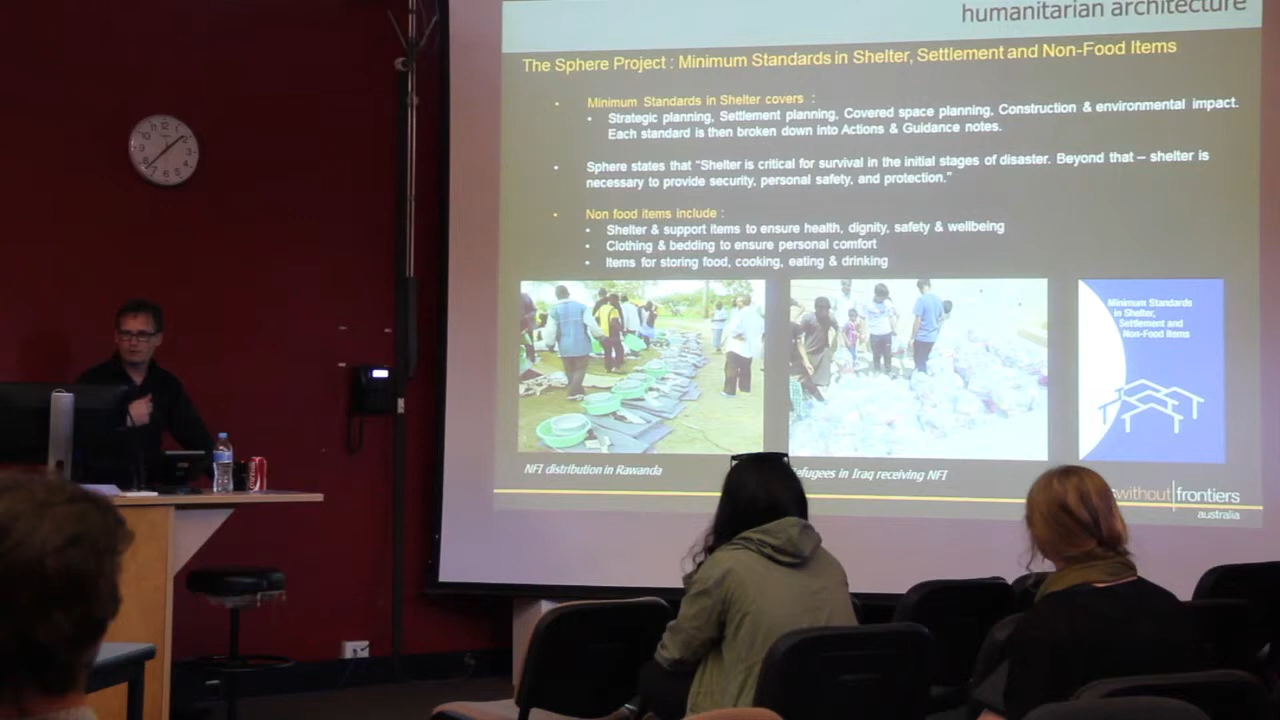 humanitarian architecture
The Sphere Project : Minimum Standards in Shelter, Settlement and Non-Food Items
Minimum Standards in Shelter covers :
Strategic planning, Settlement planning, Covered space planning, Construction & environmental impact.
Each standard is then broken down into Actions & Guidance notes.
Sphere states that “Shelter is critical for survival in the initial stages of disaster. Beyond that – shelter is
necessary to provide security, personal safety, and protection.”
Non food items include :
Shelter & support items to ensure health, dignity, safety & wellbeing
Clothing & bedding to ensure personal comfort
Items for storing food, cooking, eating & drinking
Minimum Standards
in Shelter,
Settlement and
Non-Food Items
NFI distribution in Rawanda
efugees in Iraq receiving NFI
without frontiers
australia